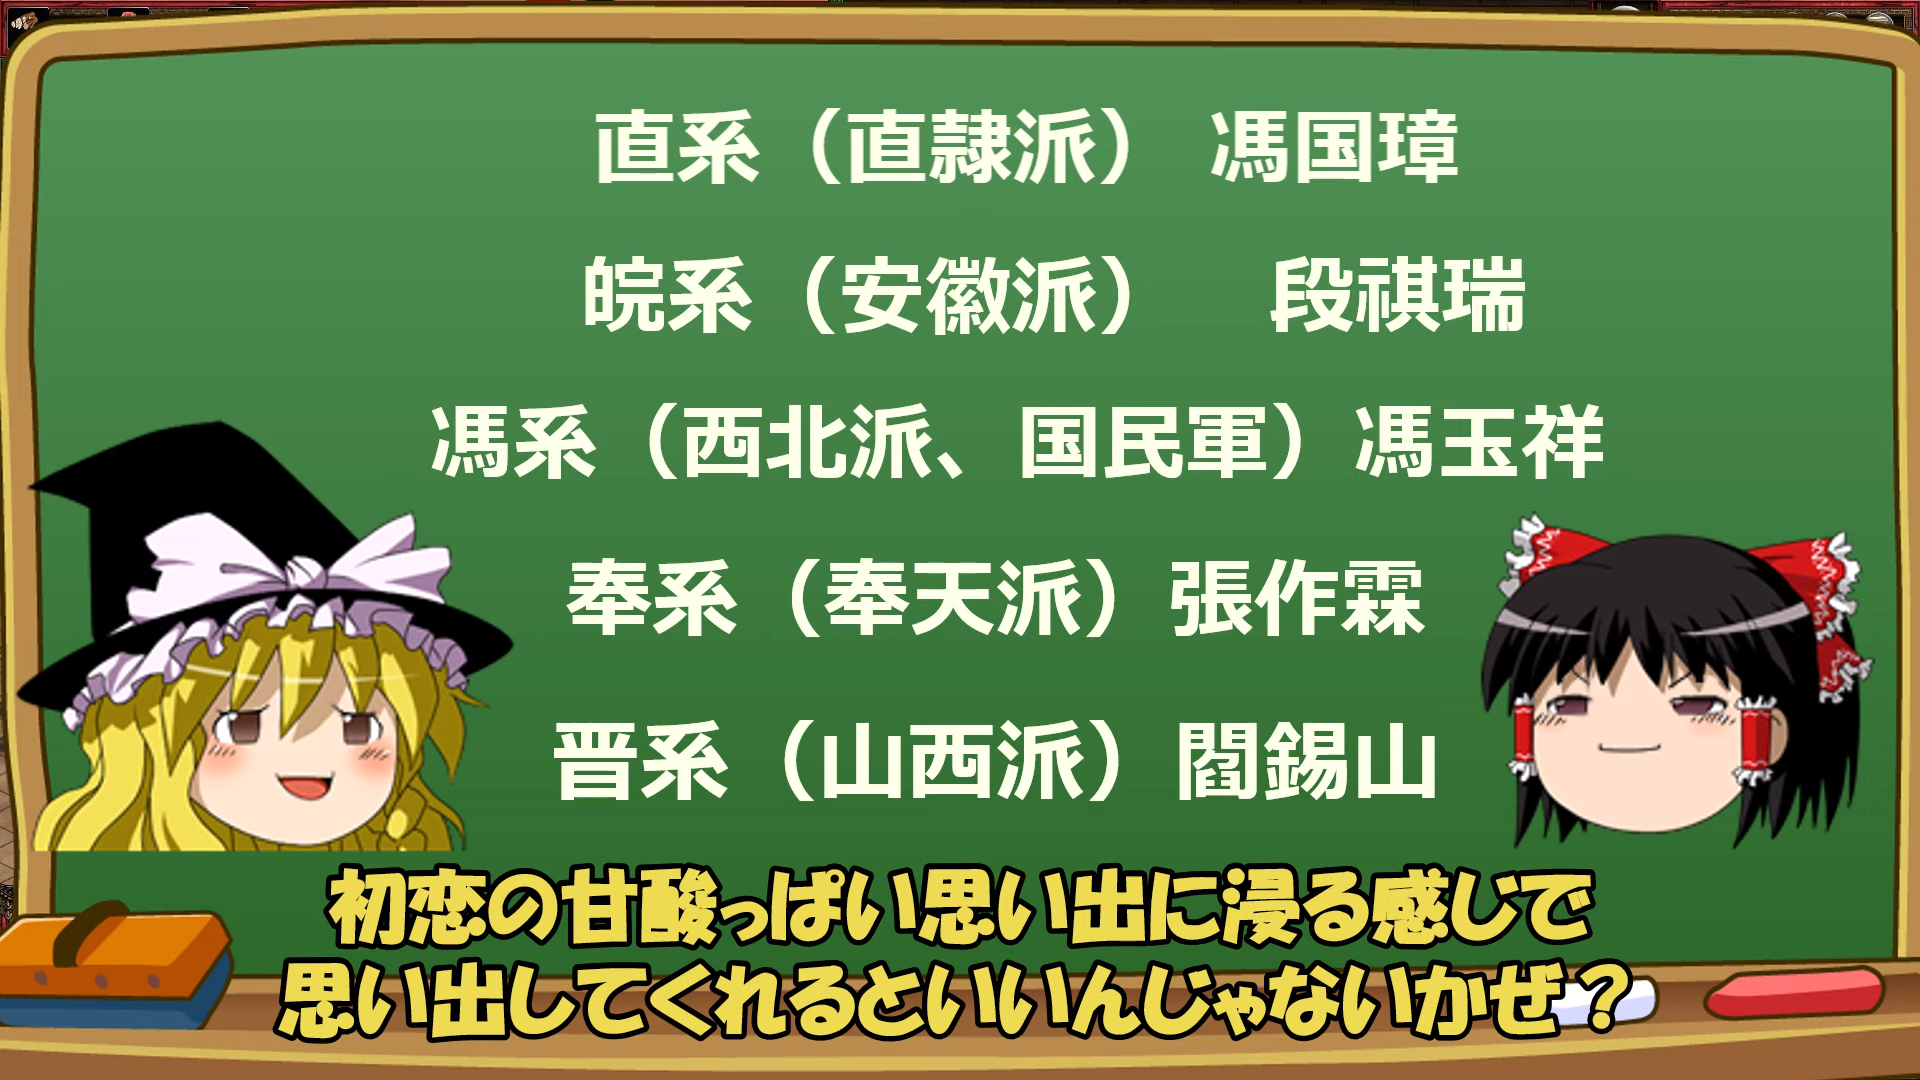 直系（直隷派） 馮国璋
皖系（安徽派）　段祺瑞
馮系（西北派、国民軍）馮玉祥
奉系（奉天派）張作霖
晋系（山西派）閻錫山
初恋の甘酸っぱい思い出に浸る感じで
思い出してくれるといいんじゃないかぜ？